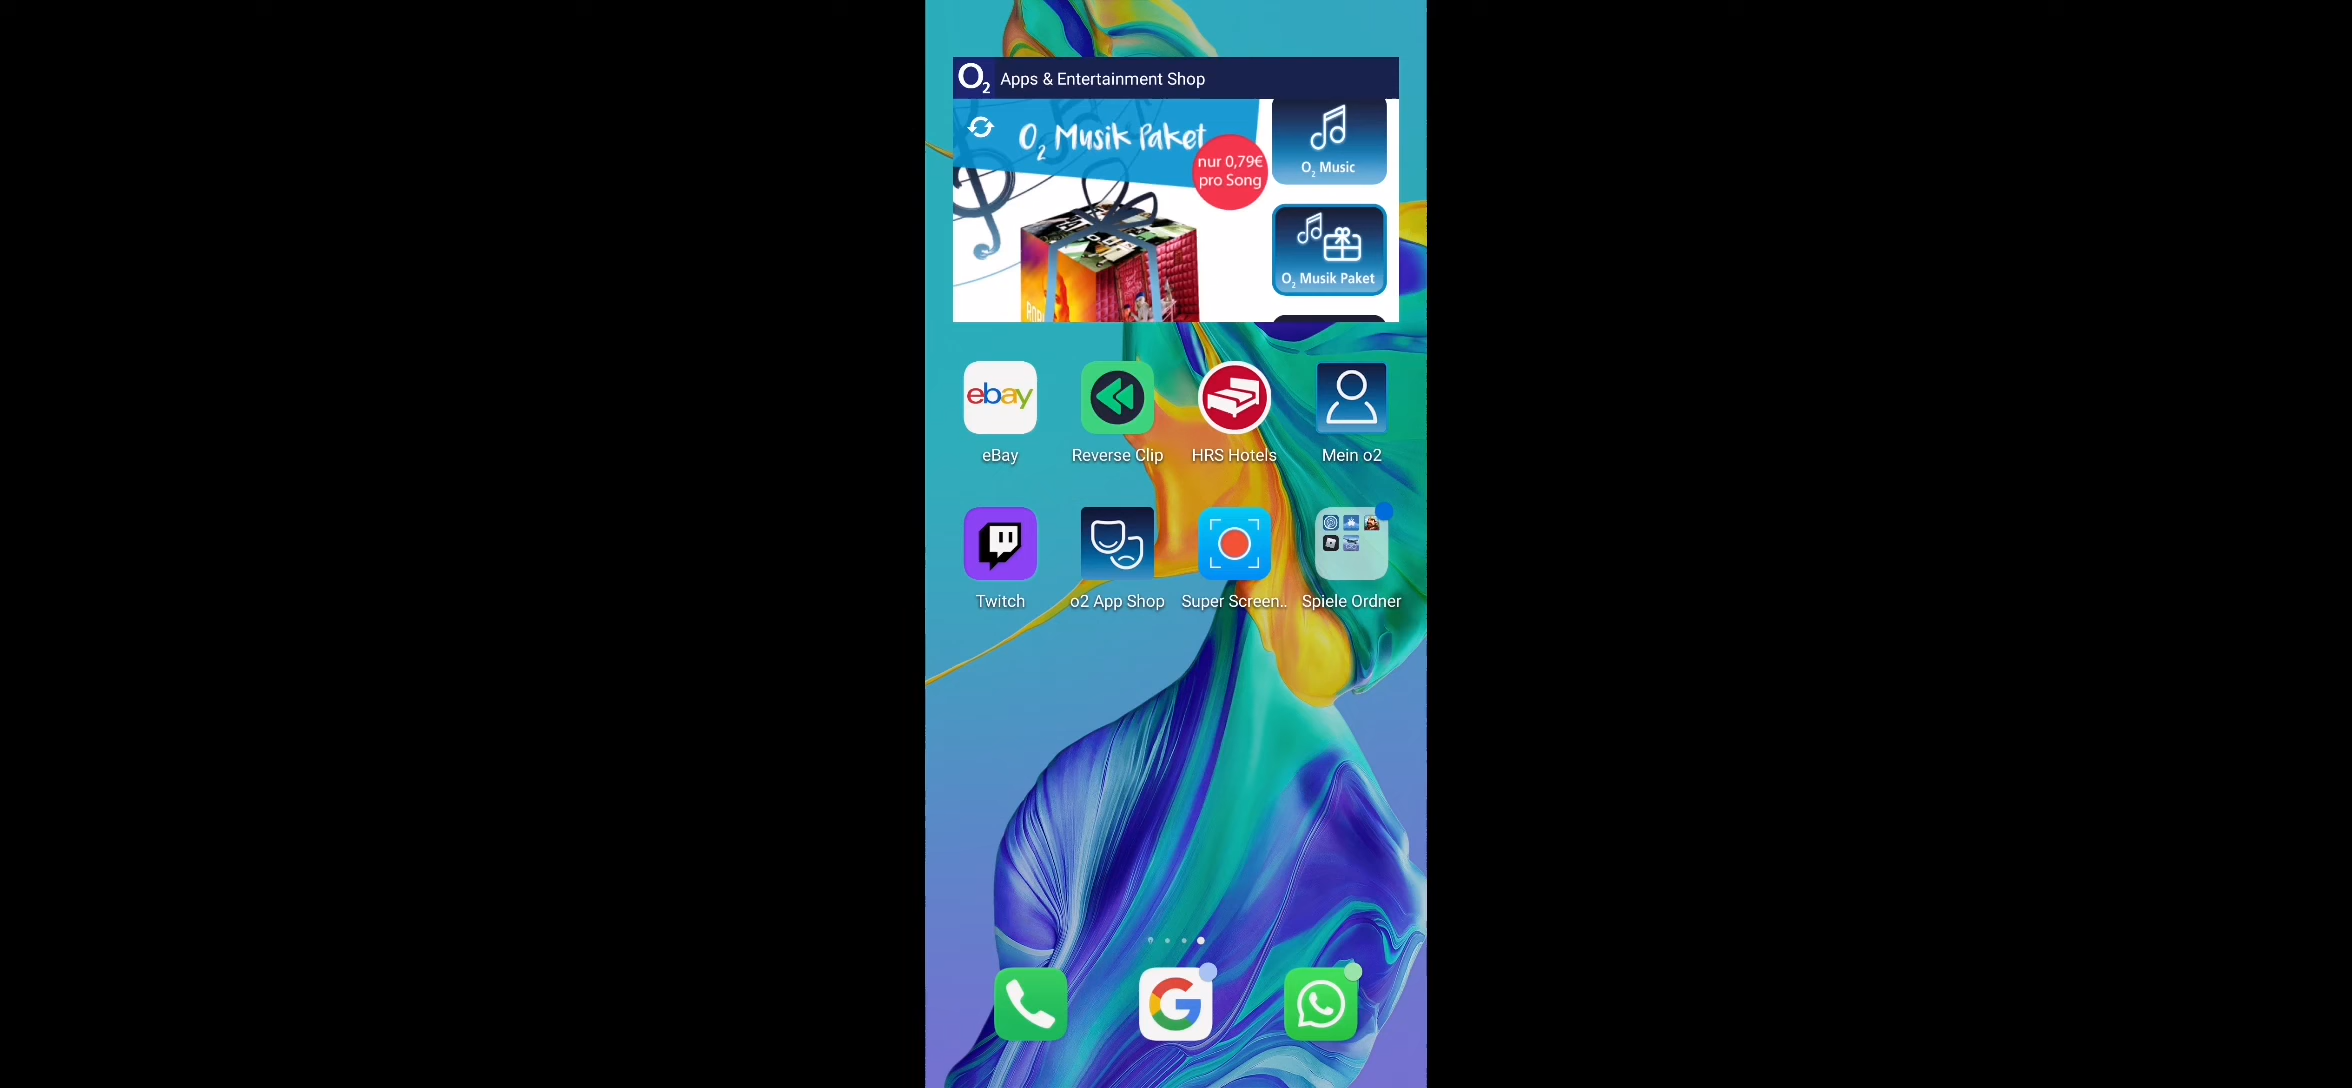 O2 Apps & Entertainment Shop
O2 Musik Paket
nur 0,79€
pro Song
O2 Music
O2 Musik Paket
ebay
eBay
Reverse Clip
HRS Hotels
Mein o2
Twitch
o2 App Shop
Super Screen..
Spiele Ordner
G